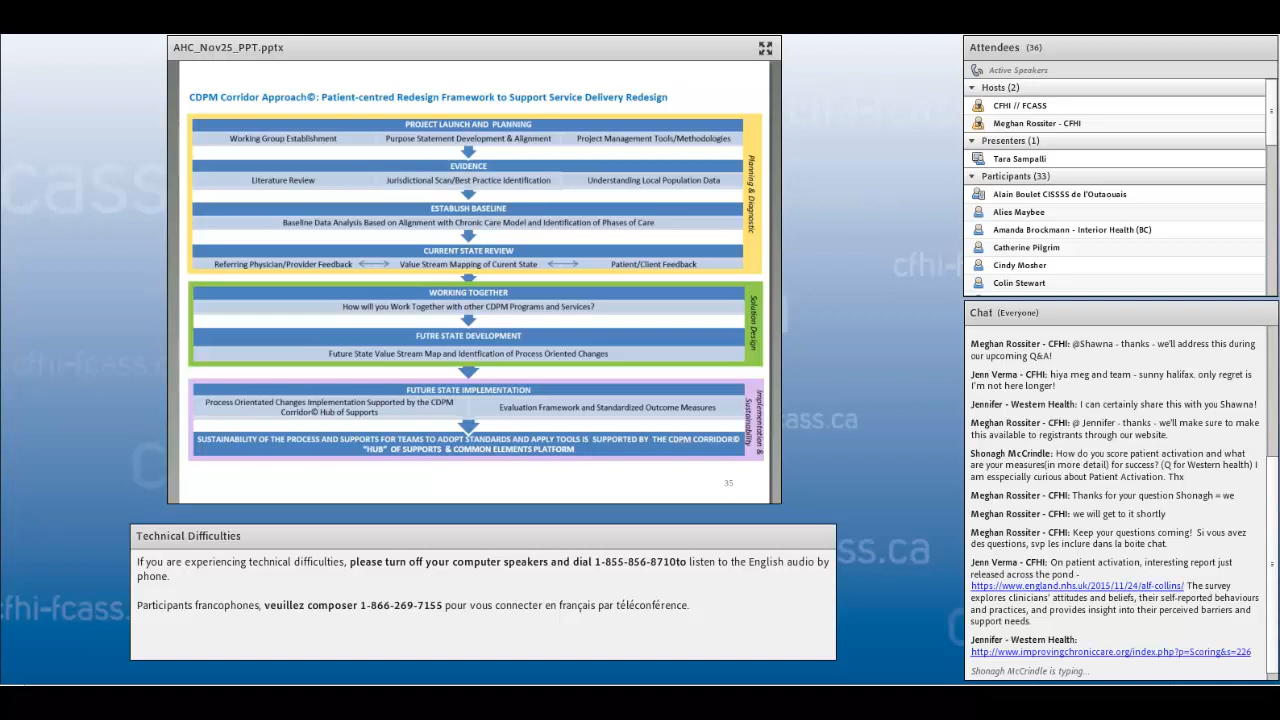 AHC_Nov25_PPT.pptx
CDPM Corridor Approach©: Patient-centred Redesign Framework to Support Service Delivery Redesign
PROJECT LAUNCH AND PLANNING
Working Group Establishment
Purpose Statement Development & Alignment
Project Management Tools/Methodologies
EVIDENCE
Literature Review
Jurisdictional Scan/Best Practice Identification
Understanding Local Population Data
ESTABLISH BASELINE
Baseline Data Analysis Based on Alignment with Chronic Care Model and Identification of Phases of Care
CURRENT STATE REVIEW
Referring Physician/Provider Feedback
Value Stream Mapping of Curent State
Patient/Client Feedback
Planning & Diagnostic
WORKING TOGETHER
How will you Work Together with other CDPM Programs and Services?
FUTRE STATE DEVELOPMENT
Future State Value Stream Map and Identfication of Process Oriented Changes
Solution Design
FUTURE STATE IMPLEMENTATION
Process Orientated Changes Implementation Supported by the CDPM
Corridor© Hub of Supports
Evaluation Framework and Standardized Outcome Measures
SUSTAINABILITY OF THE PROCESS AND SUPPORTS FOR TEAMS TO ADOPT STANDARDS AND APPLY TOOLS IS SUPPORTED BY THE CDPM CORRIDOR©
"HUB" OF SUPPORTS & COMMON ELEMENTS PLATFORM
Implementation &
Sustainability
35
Technical Difficulties
If you are experiencing technical difficulties, please turn off your computer speakers and dial 1-855-856-8710to listen to the English audio by
phone.
Participants francophones, veuillez composer 1-866-269-7155 pour vous connecter en français par téléconférence.
Attendees (36)
Active Speakers
Hosts (2)
CFHI // FCASS
Meghan Rossiter - CFHI
Presenters (1)
Tara Sampalli
Participants (33)
Alain Boulet CISSSS de l'Outaouais
Alies Maybee
Amanda Brockmann - Interior Health (BC)
Catherine Pilgrim
Cindy Mosher
Colin Stewart
Chat (Everyone)
Meghan Rossiter - CFHI: @Shawna - thanks - we'll address this during
our upcoming Q&A!
Jenn Verma - CFHI: hiya meg and team - sunny halifax. only regret is
I'm not here longer!
Jennifer - Western Health: I can certainly share this with you Shawna!
Meghan Rossiter - CFHI: @ Jennifer - thanks - we'll make sure to make
this available to registrants through our website.
Shonagh McCrindle: How do you score patient activation and what
are your measures(in more detail) for success? (Q for Western health) I
am esspecially curious about Patient Activation. Thx
Meghan Rossiter - CFHI: Thanks for your question Shonagh = we
Meghan Rossiter - CFHI: we will get to it shortly
Meghan Rossiter - CFHI: Keep your questions coming! Si vous avez
des questions, svp les inclure dans la boite chat.
Jenn Verma - CFHI: On patient activation, interesting report just
released across the pond -
https://www.england.nhs.uk/2015/11/24/alf-collins/ The survey
explores clinicians' attitudes and beliefs, their self-reported behaviours
and practices, and provides insight into their perceived barriers and
support needs.
Jennifer - Western Health:
http://www.improvingchroniccare.org/index.php?p=Scoring&s=226
Shonagh McCrindle is typing...
cass
cfhi-fcass
cfhi-f
ss.ca
cfhi-fcass
ass.ca
cfhi-fcass